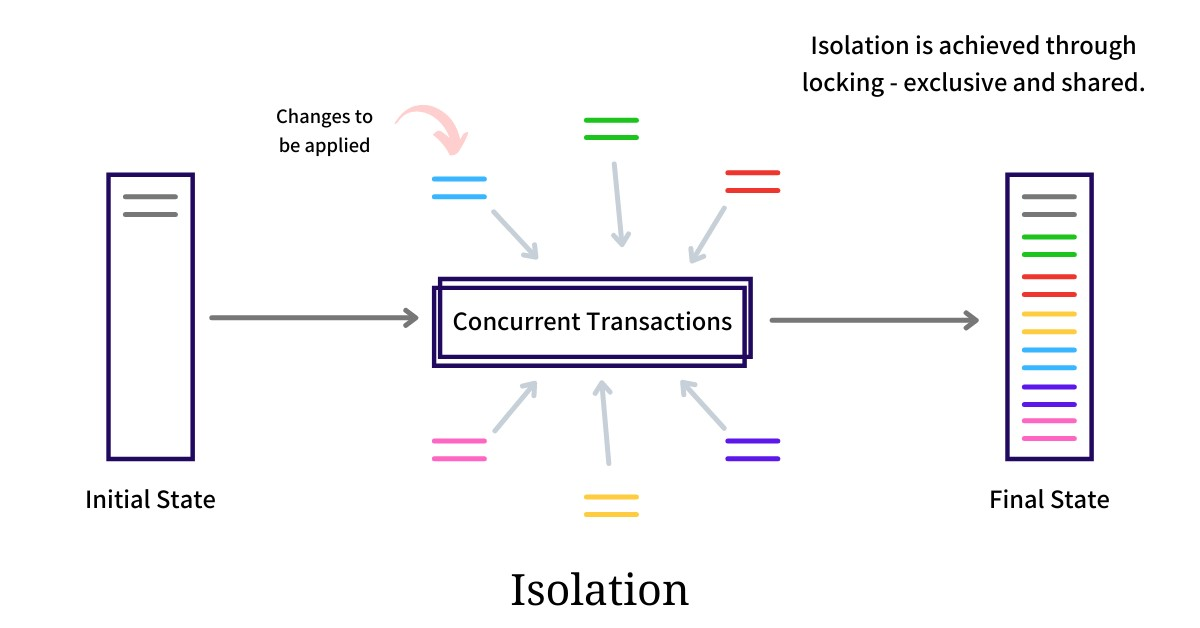 Isolation is achieved through
locking - exclusive and shared.
Changes to
be applied
Concurrent Transactions
Initial State
Final State
Isolation